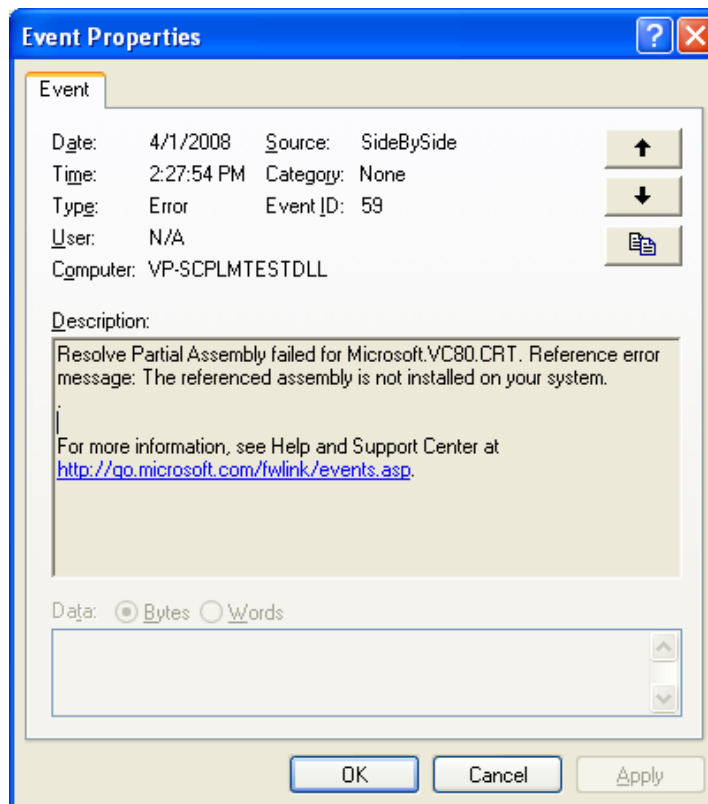 Event Properties
Event
Date: 4/1/2008 Source: SideBySide
Time: 2:27:54 PM Category: None
Type: Error Event ID: 59
User: N/A
Computer: VP-SCPLMTESTDLL
Description:
Resolve Partial Assembly failed for Microsoft.VC80.CRT. Reference error
message: The referenced assembly is not installed on your system.
.
For more information, see Help and Support Center at
http://go.microsoft.com/fwlink/events.asp.
Data: Bytes Words
OK Cancel Apply